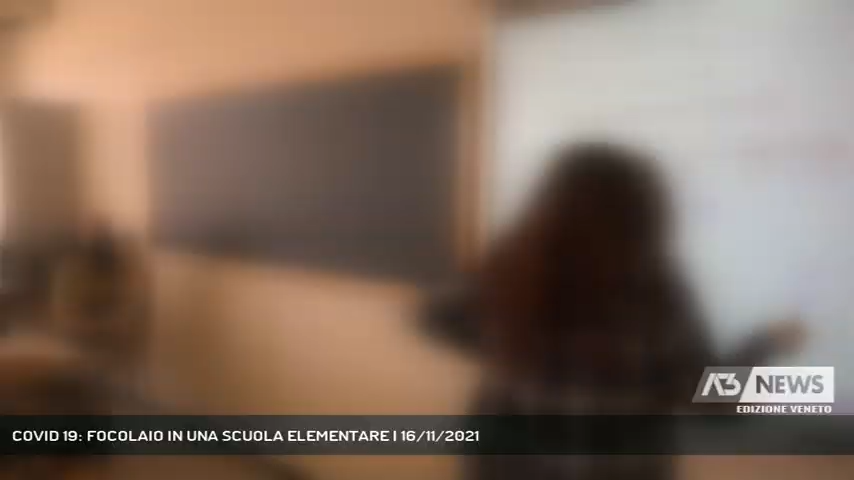 A3 NEWS
EDIZIONE VENETO
COVID 19: FOCOLAIO IN UNA SCUOLA ELEMENTARE | 16/11/2021